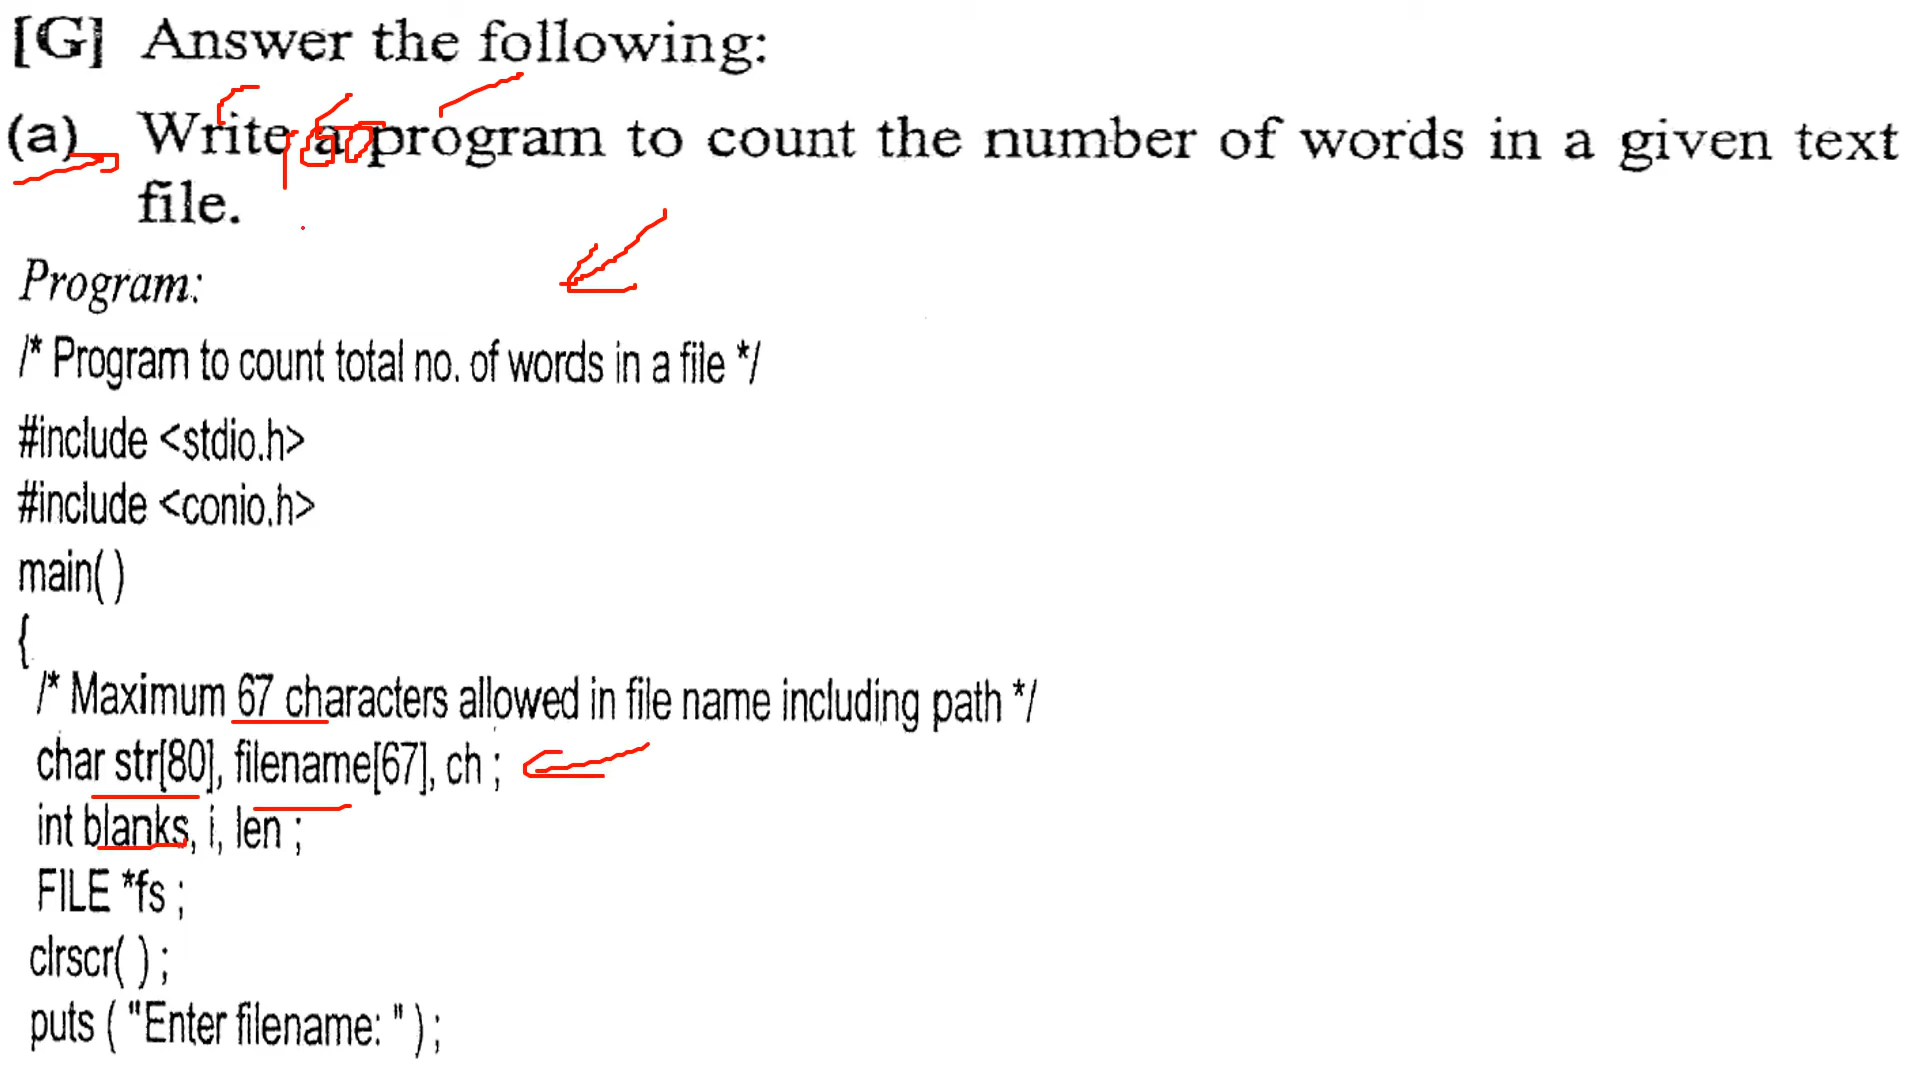 [G] Answer the following:
(a) Write a program to count the number of words in a given text
file.
Program:
/* Program to count total no. of words in a file */
#include <stdio.h>
#include <conio.h>
main( )
{
/* Maximum 67 characters allowed in file name including path */
char str[80], filename[67], ch ;
int blanks, i, len ;
FILE *fs ;
clrscr( ) ;
puts ( "Enter filename: " ) ;